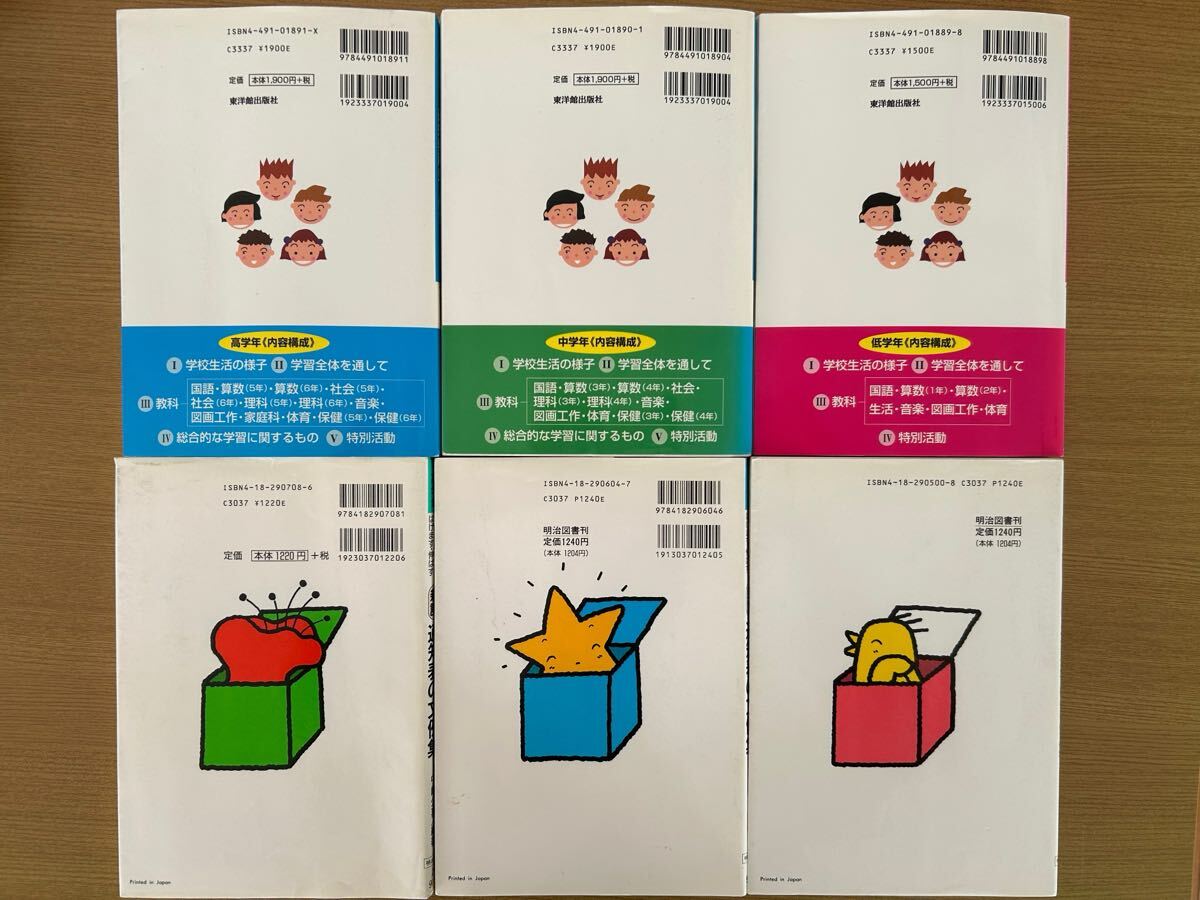 ISBN4-491-01891-X
C3337 ¥1900E
9784491018911
定価 本体1,900円+税
1923337019004
東洋館出版社
高学年《内容構成》
Ⅰ 学校生活の様子 Ⅱ 学習全体を通して
Ⅲ 教科
国語・算数(5年)・算数(6年)・社会(5年)・
社会(6年)・理科(5年)・理科(6年)・音楽・
図画工作・家庭科・体育・保健(5年)・保健(6年)
Ⅳ 総合的な学習に関するもの Ⅴ 特別活動
ISBN4-491-01890-1
C3337 ¥1900E
9784491018904
定価 本体1,900円+税
1923337019004
東洋館出版社
中学年《内容構成》
Ⅰ 学校生活の様子 Ⅱ 学習全体を通して
Ⅲ 教科
国語・算数(3年)・算数(4年)・社会・
理科(3年)・理科(4年)・音楽・
図画工作・体育・保健(3年)・保健(4年)
Ⅳ 総合的な学習に関するもの Ⅴ 特別活動
ISBN4-491-01889-8
C3337 ¥1500E
9784491018898
定価 本体1,500円+税
1923337015006
東洋館出版社
低学年《内容構成》
Ⅰ 学校生活の様子 Ⅱ 学習全体を通して
Ⅲ 教科
国語・算数(1年)・算数(2年)・
生活・音楽・図画工作・体育
Ⅳ 特別活動
ISBN4-18-290708-6
C3037 ¥1220E
9784182907081
定価 本体1220円+税
1923037012206
Printed in Japan
ISBN4-18-290604-7
C3037 P1240E
9784182906046
明治図書刊
定価1240円
(本体 1204円)
1913037012405
Printed in Japan
ISBN4-18-290500-8 C3037 P1240E
明治図書刊
定価1240円
(本体 1204円)
Printed in Japan